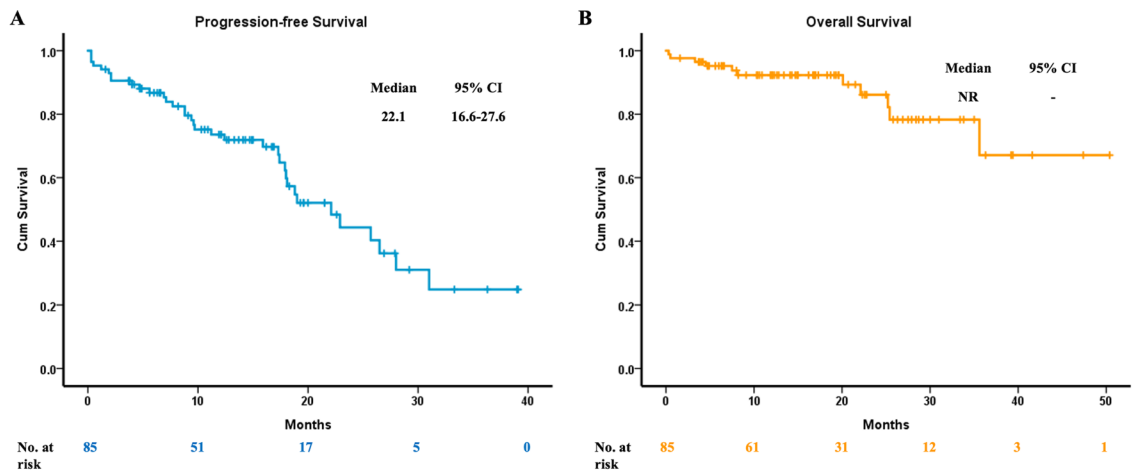 A
Progression-free Survival
Cum Survival
1.0
0.8
0.6
0.4
0.2
0.0
Median 95% CI
22.1 16.6-27.6
0 10 20 30 40
Months
No. at risk 85 51 17 5 0
B
Overall Survival
Cum Survival
1.0
0.8
0.6
0.4
0.2
0.0
Median 95% CI
NR -
0 10 20 30 40 50
Months
No. at risk 85 61 31 12 3 1